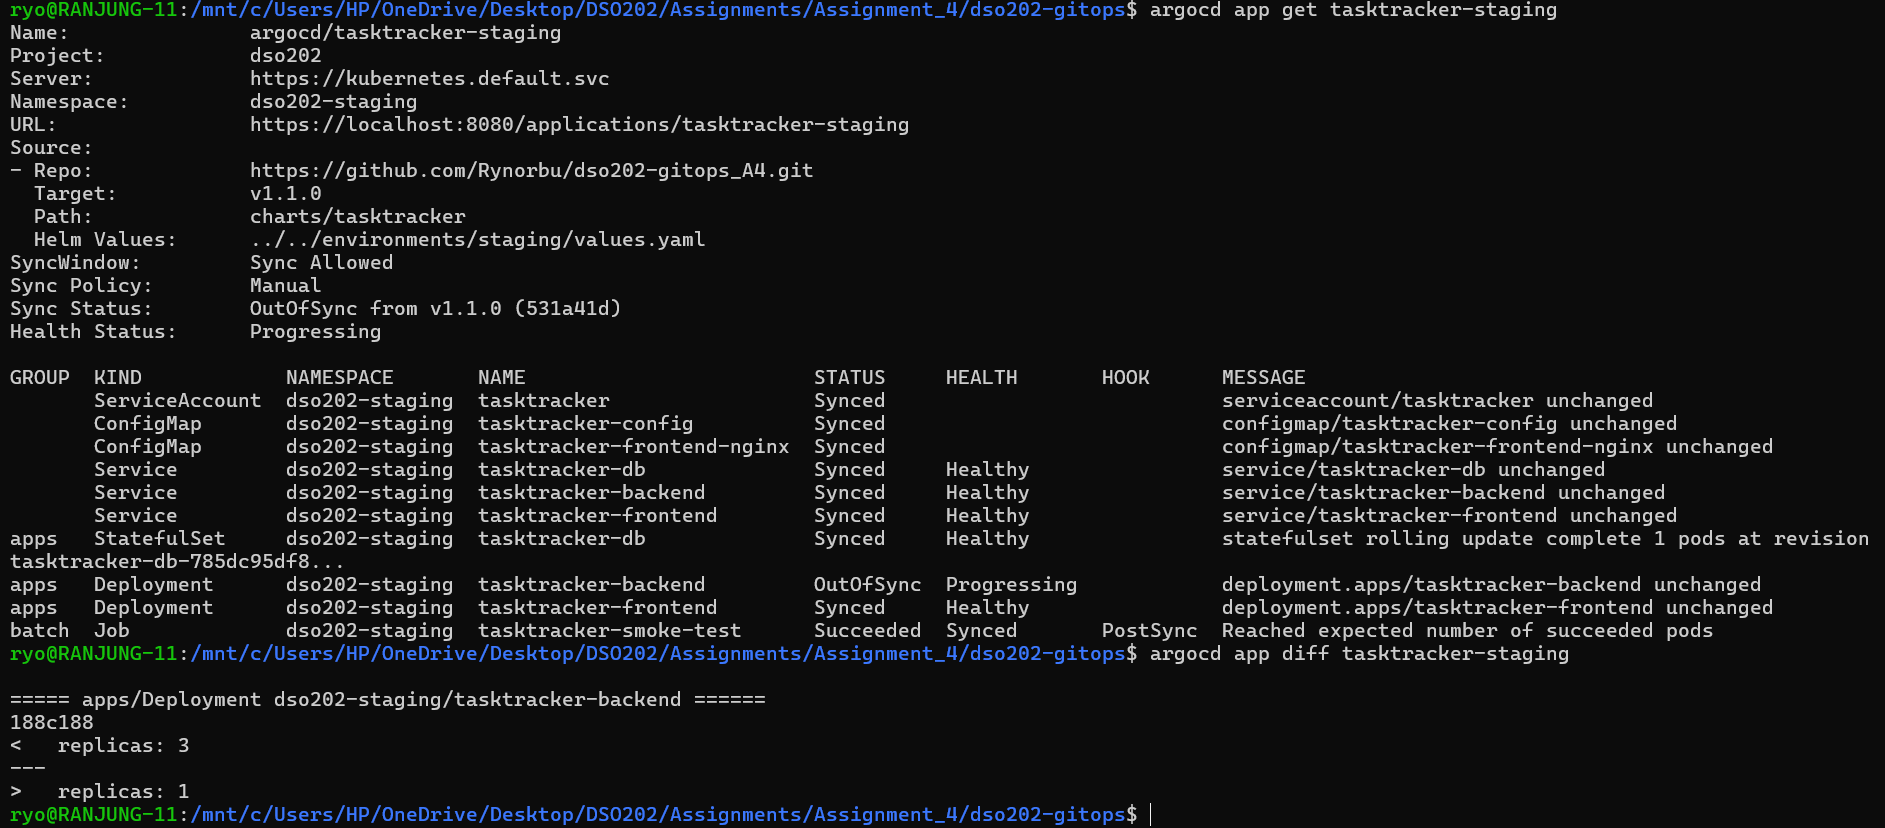 ryo@RANJUNG-11:/mnt/c/Users/HP/OneDrive/Desktop/DSO202/Assignments/Assignment_4/dso202-gitops$ argocd app get tasktracker-staging
Name:               argocd/tasktracker-staging
Project:            dso202
Server:             https://kubernetes.default.svc
Namespace:          dso202-staging
URL:                https://localhost:8080/applications/tasktracker-staging
Source:
- Repo:             https://github.com/Rynorbu/dso202-gitops_A4.git
  Target:           v1.1.0
  Path:             charts/tasktracker
  Helm Values:      ../../environments/staging/values.yaml
SyncWindow:         Sync Allowed
Sync Policy:        Manual
Sync Status:        OutOfSync from v1.1.0 (531a41d)
Health Status:      Progressing

GROUP  KIND            NAMESPACE       NAME                        STATUS     HEALTH       HOOK      MESSAGE
       ServiceAccount  dso202-staging  tasktracker                 Synced                            serviceaccount/tasktracker unchanged
       ConfigMap       dso202-staging  tasktracker-config          Synced                            configmap/tasktracker-config unchanged
       ConfigMap       dso202-staging  tasktracker-frontend-nginx  Synced                            configmap/tasktracker-frontend-nginx unchanged
       Service         dso202-staging  tasktracker-db              Synced     Healthy                service/tasktracker-db unchanged
       Service         dso202-staging  tasktracker-backend         Synced     Healthy                service/tasktracker-backend unchanged
       Service         dso202-staging  tasktracker-frontend        Synced     Healthy                service/tasktracker-frontend unchanged
apps   StatefulSet     dso202-staging  tasktracker-db              Synced     Healthy                statefulset rolling update complete 1 pods at revision
tasktracker-db-785dc95df8...
apps   Deployment      dso202-staging  tasktracker-backend         OutOfSync  Progressing            deployment.apps/tasktracker-backend unchanged
apps   Deployment      dso202-staging  tasktracker-frontend        Synced     Healthy                deployment.apps/tasktracker-frontend unchanged
batch  Job             dso202-staging  tasktracker-smoke-test      Succeeded  Synced       PostSync  Reached expected number of succeeded pods
ryo@RANJUNG-11:/mnt/c/Users/HP/OneDrive/Desktop/DSO202/Assignments/Assignment_4/dso202-gitops$ argocd app diff tasktracker-staging

===== apps/Deployment dso202-staging/tasktracker-backend ======
188c188
<   replicas: 3
---
>   replicas: 1
ryo@RANJUNG-11:/mnt/c/Users/HP/OneDrive/Desktop/DSO202/Assignments/Assignment_4/dso202-gitops$